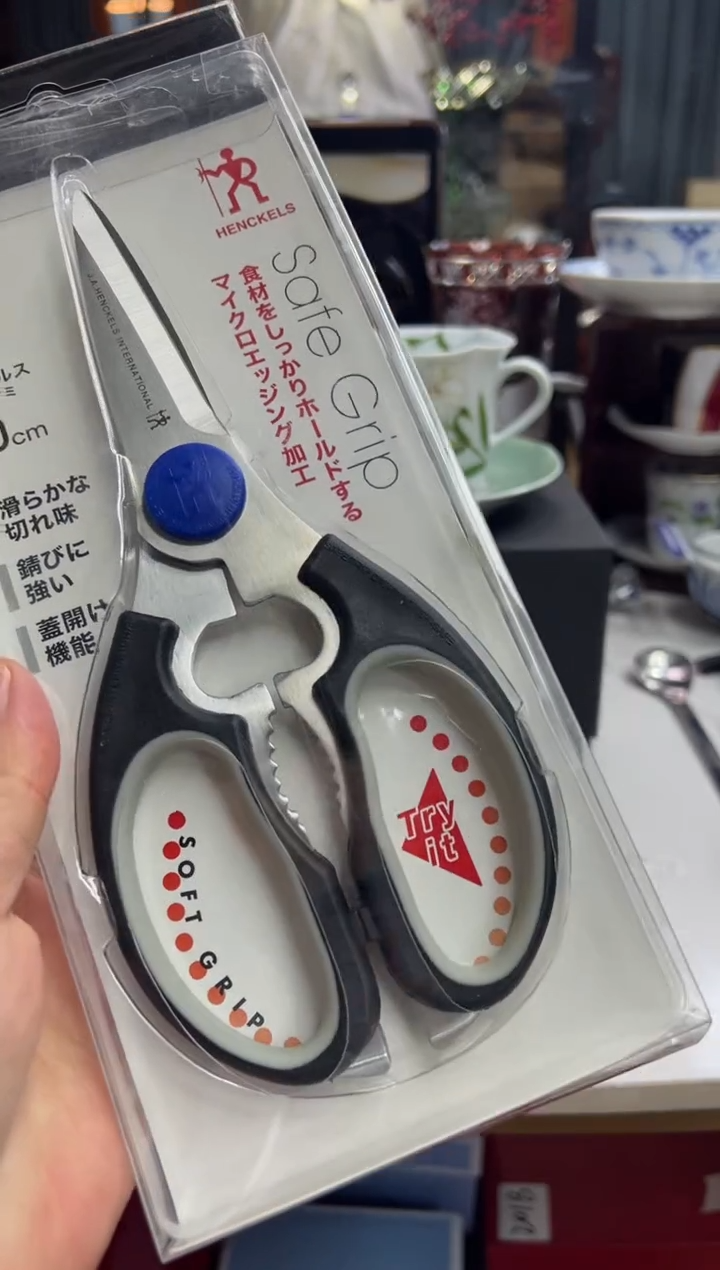 HENCKELS
Safe Grip
食材をしっかりホールドする
マイクロエッジング加工
J.A.HENCKELS INTERNATIONAL
ルス
cm
滑らかな
切れ味
錆びに
強い
蓋開け
機能
Try
it
SOFT GRIP